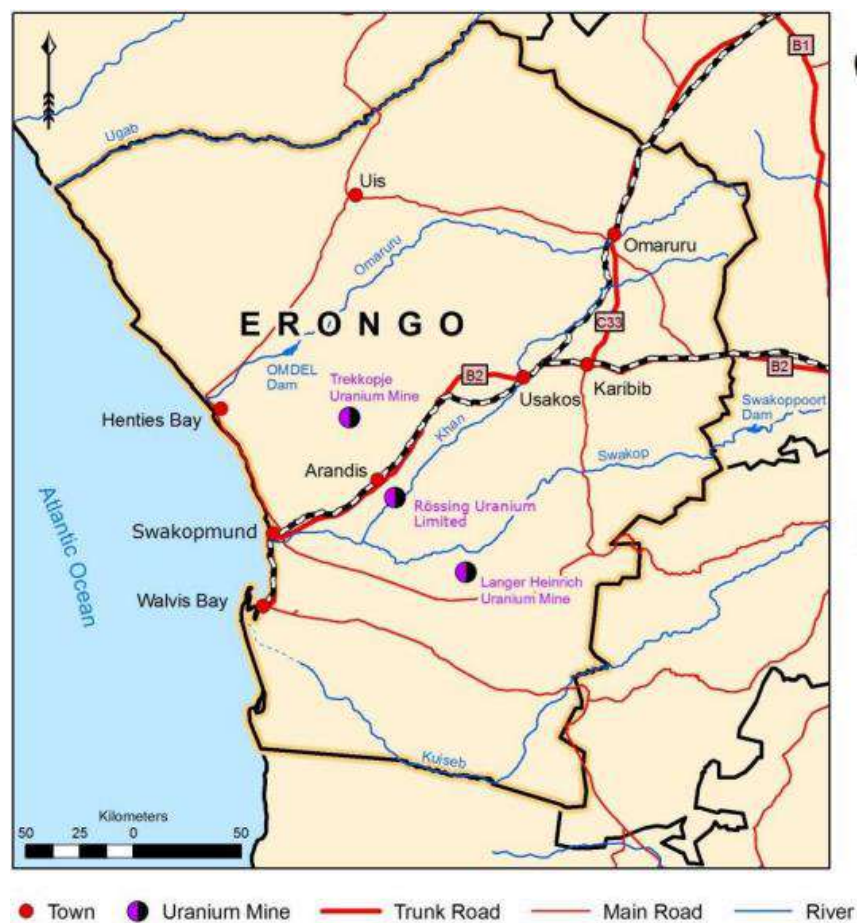 B1
Ugab
Uis
Omaruru
Omaruru
ERONGO
C33
OMDEL
Dam
Trekkopje
Uranium Mine
B2
B2
Usakos
Karibib
Henties Bay
Khan
Swakoppoort
Dam
Swakop
Arandis
Rössing Uranium
Limited
Atlantic Ocean
Swakopmund
Langer Heinrich
Uranium Mine
Walvis Bay
Kuiseb
Kilometers
50 25 0 50
Town Uranium Mine Trunk Road Main Road River